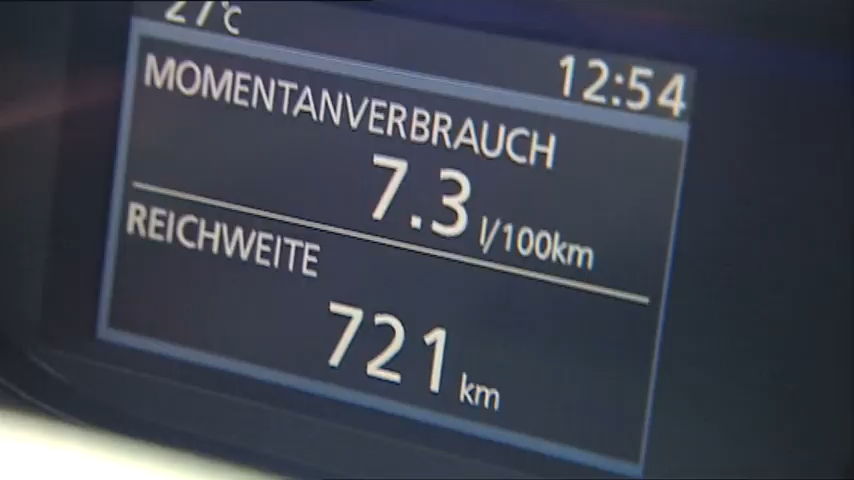 27°C
12:54
MOMENTANVERBRAUCH
7.3 l/100km
REICHWEITE
721 km